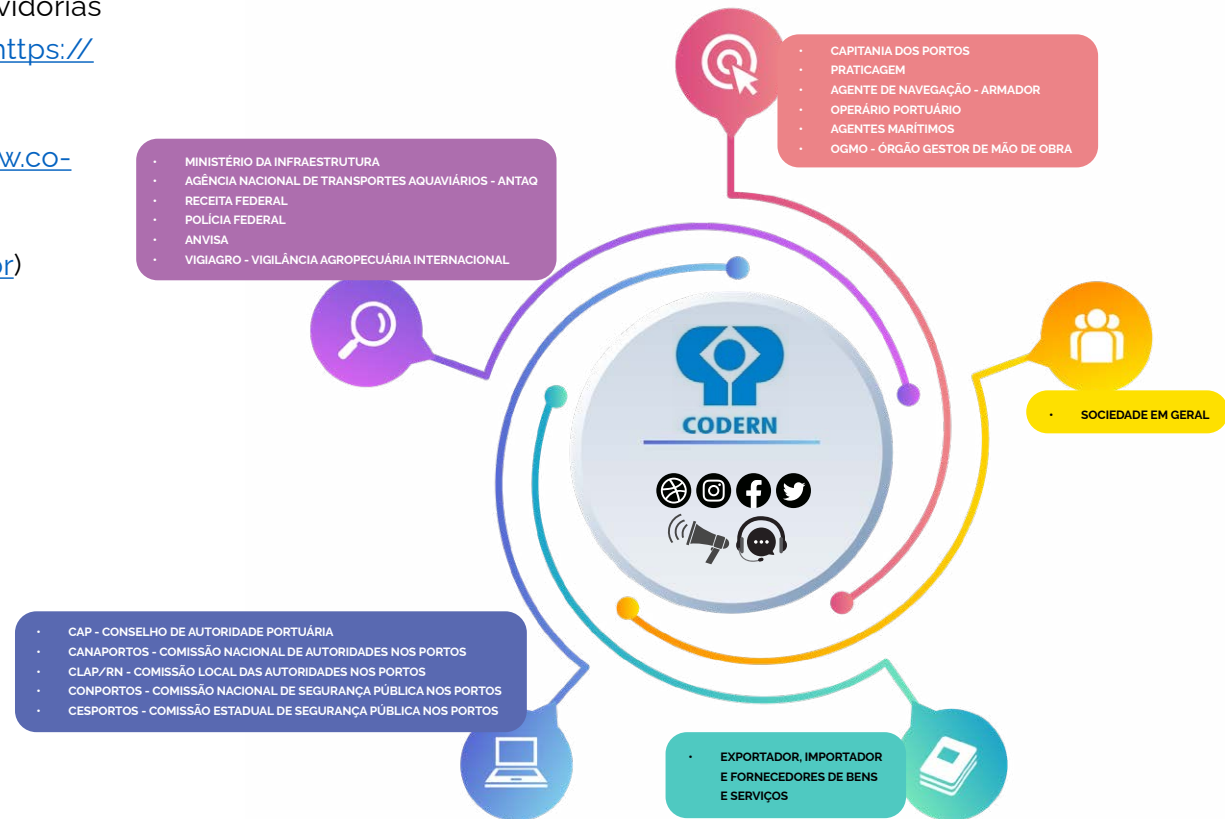 vidorias
https://
w.co-
or)
• CAPITANIA DOS PORTOS
• PRATICAGEM
• AGENTE DE NAVEGAÇÃO - ARMADOR
• OPERÁRIO PORTUÁRIO
• AGENTES MARÍTIMOS
• OGMO - ÓRGÃO GESTOR DE MÃO DE OBRA
• MINISTÉRIO DA INFRAESTRUTURA
• AGÊNCIA NACIONAL DE TRANSPORTES AQUAVIÁRIOS - ANTAQ
• RECEITA FEDERAL
• POLÍCIA FEDERAL
• ANVISA
• VIGIAGRO - VIGILÂNCIA AGROPECUÁRIA INTERNACIONAL
CODERN
• SOCIEDADE EM GERAL
• CAP - CONSELHO DE AUTORIDADE PORTUÁRIA
• CANAPORTOS - COMISSÃO NACIONAL DE AUTORIDADES NOS PORTOS
• CLAP/RN - COMISSÃO LOCAL DAS AUTORIDADES NOS PORTOS
• CONPORTOS - COMISSÃO NACIONAL DE SEGURANÇA PÚBLICA NOS PORTOS
• CESPORTOS - COMISSÃO ESTADUAL DE SEGURANÇA PÚBLICA NOS PORTOS
• EXPORTADOR, IMPORTADOR
E FORNECEDORES DE BENS
E SERVIÇOS